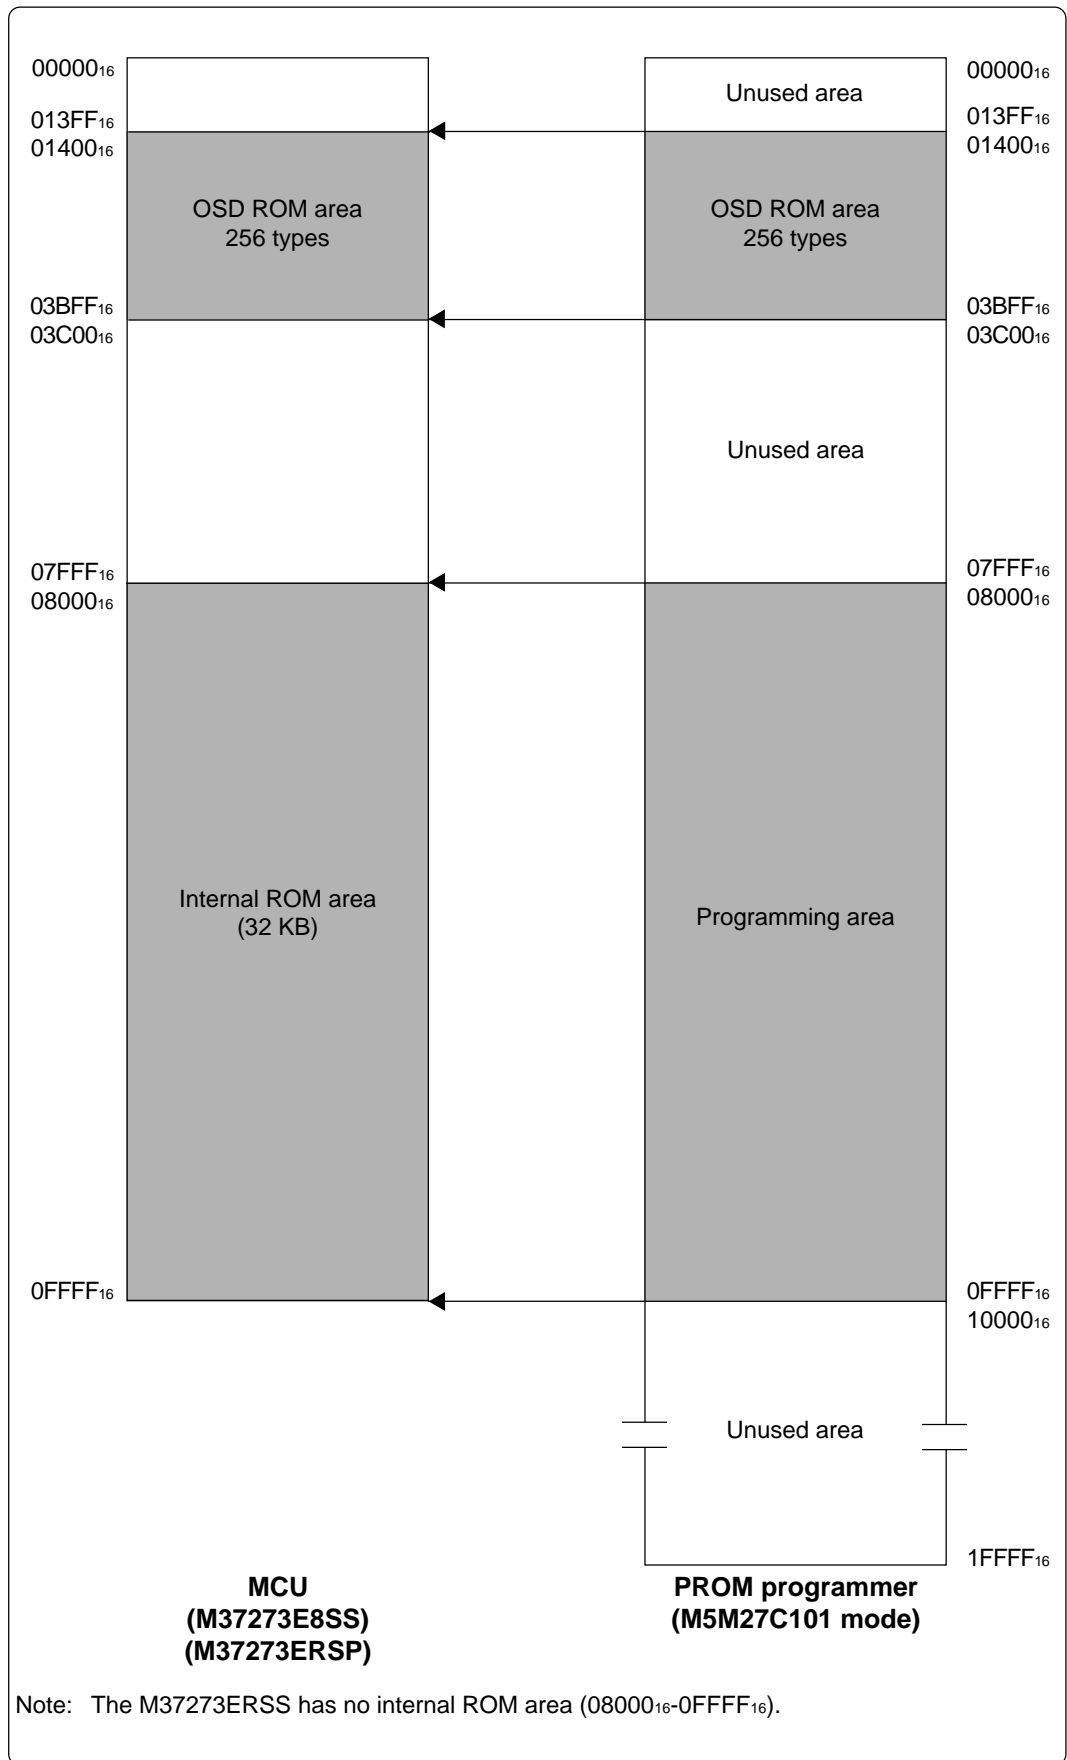 00000₁₆
013FF₁₆
01400₁₆
OSD ROM area
256 types
03BFF₁₆
03C00₁₆
07FFF₁₆
08000₁₆
Internal ROM area
(32 KB)
0FFFF₁₆
MCU
(M37273E8SS)
(M37273ERSP)
Unused area
00000₁₆
013FF₁₆
01400₁₆
OSD ROM area
256 types
03BFF₁₆
03C00₁₆
Unused area
07FFF₁₆
08000₁₆
Programming area
0FFFF₁₆
10000₁₆
Unused area
1FFFF₁₆
PROM programmer
(M5M27C101 mode)
Note: The M37273ERSS has no internal ROM area (08000₁₆-0FFFF₁₆).